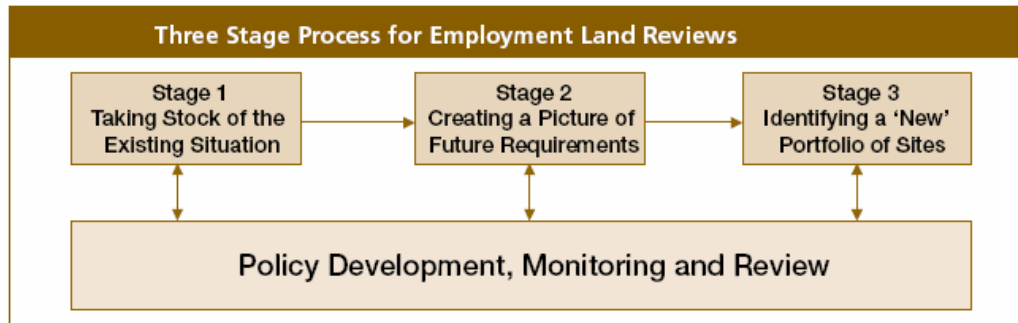 Three Stage Process for Employment Land Reviews
Stage 1
Taking Stock of the
Existing Situation
Stage 2
Creating a Picture of
Future Requirements
Stage 3
Identifying a ‘New’
Portfolio of Sites
Policy Development, Monitoring and Review